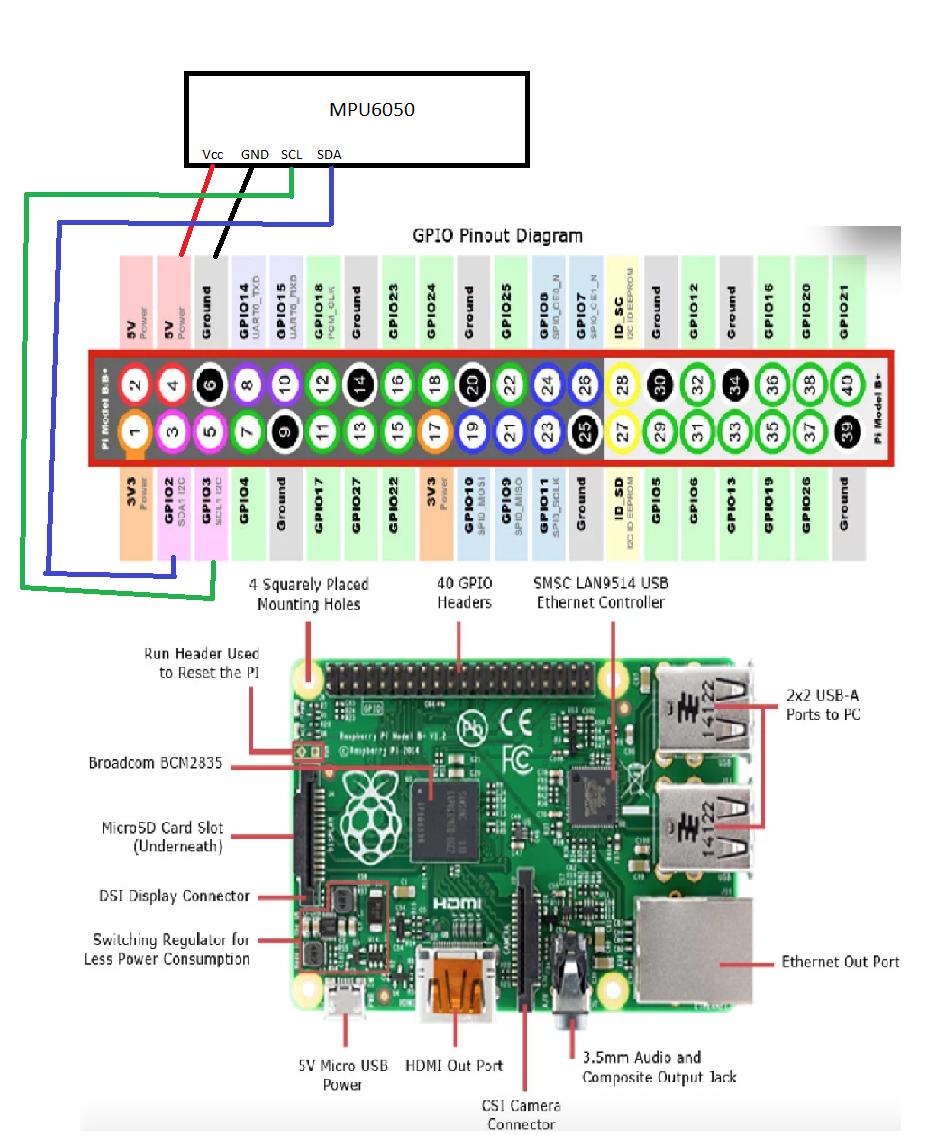 MPU6050
Vcc GND SCL SDA
GPIO Pinout Diagram
5V
Power
5V
Power
Ground
GPIO14
UART0_TXD
GPIO15
UART0_RXD
GPIO18
PCM_CLK
Ground
GPIO23
GPIO24
Ground
GPIO25
GPIO8
SPI0_CE0_N
GPIO7
SPI0_CE1_N
ID_SC
I2C ID EEPROM
Ground
GPIO12
Ground
GPIO16
GPIO20
GPIO21
Pi Model B/B+
2 4 6 8 10 12 14 16 18 20 22 24 26 28 30 32 34 36 38 40
1 3 5 7 9 11 13 15 17 19 21 23 25 27 29 31 33 35 37 39
Pi Model B+
3V3
Power
GPIO2
SDA1 I2C
GPIO3
SCL1 I2C
GPIO4
Ground
GPIO17
GPIO27
GPIO22
3V3
Power
GPIO10
SPI0_MOSI
GPIO9
SPI0_MISO
GPIO11
SPI0_SCLK
Ground
ID_SD
I2C ID EEPROM
GPIO5
GPIO6
GPIO13
GPIO19
GPIO26
Ground
4 Squarely Placed
Mounting Holes
40 GPIO
Headers
SMSC LAN9514 USB
Ethernet Controller
Run Header Used
to Reset the PI
2x2 USB-A
Ports to PC
Broadcom BCM2835
MicroSD Card Slot
(Underneath)
DSI Display Connector
Switching Regulator for
Less Power Consumption
GPIO
Raspberry Pi Model B+ V1.2
© Raspberry Pi 2014
Pb
CE
FC
14122
14122
DISPLAY
HDMI
Ethernet Out Port
5V Micro USB
Power
HDMI Out Port
3.5mm Audio and
Composite Output Jack
CSI Camera
Connector